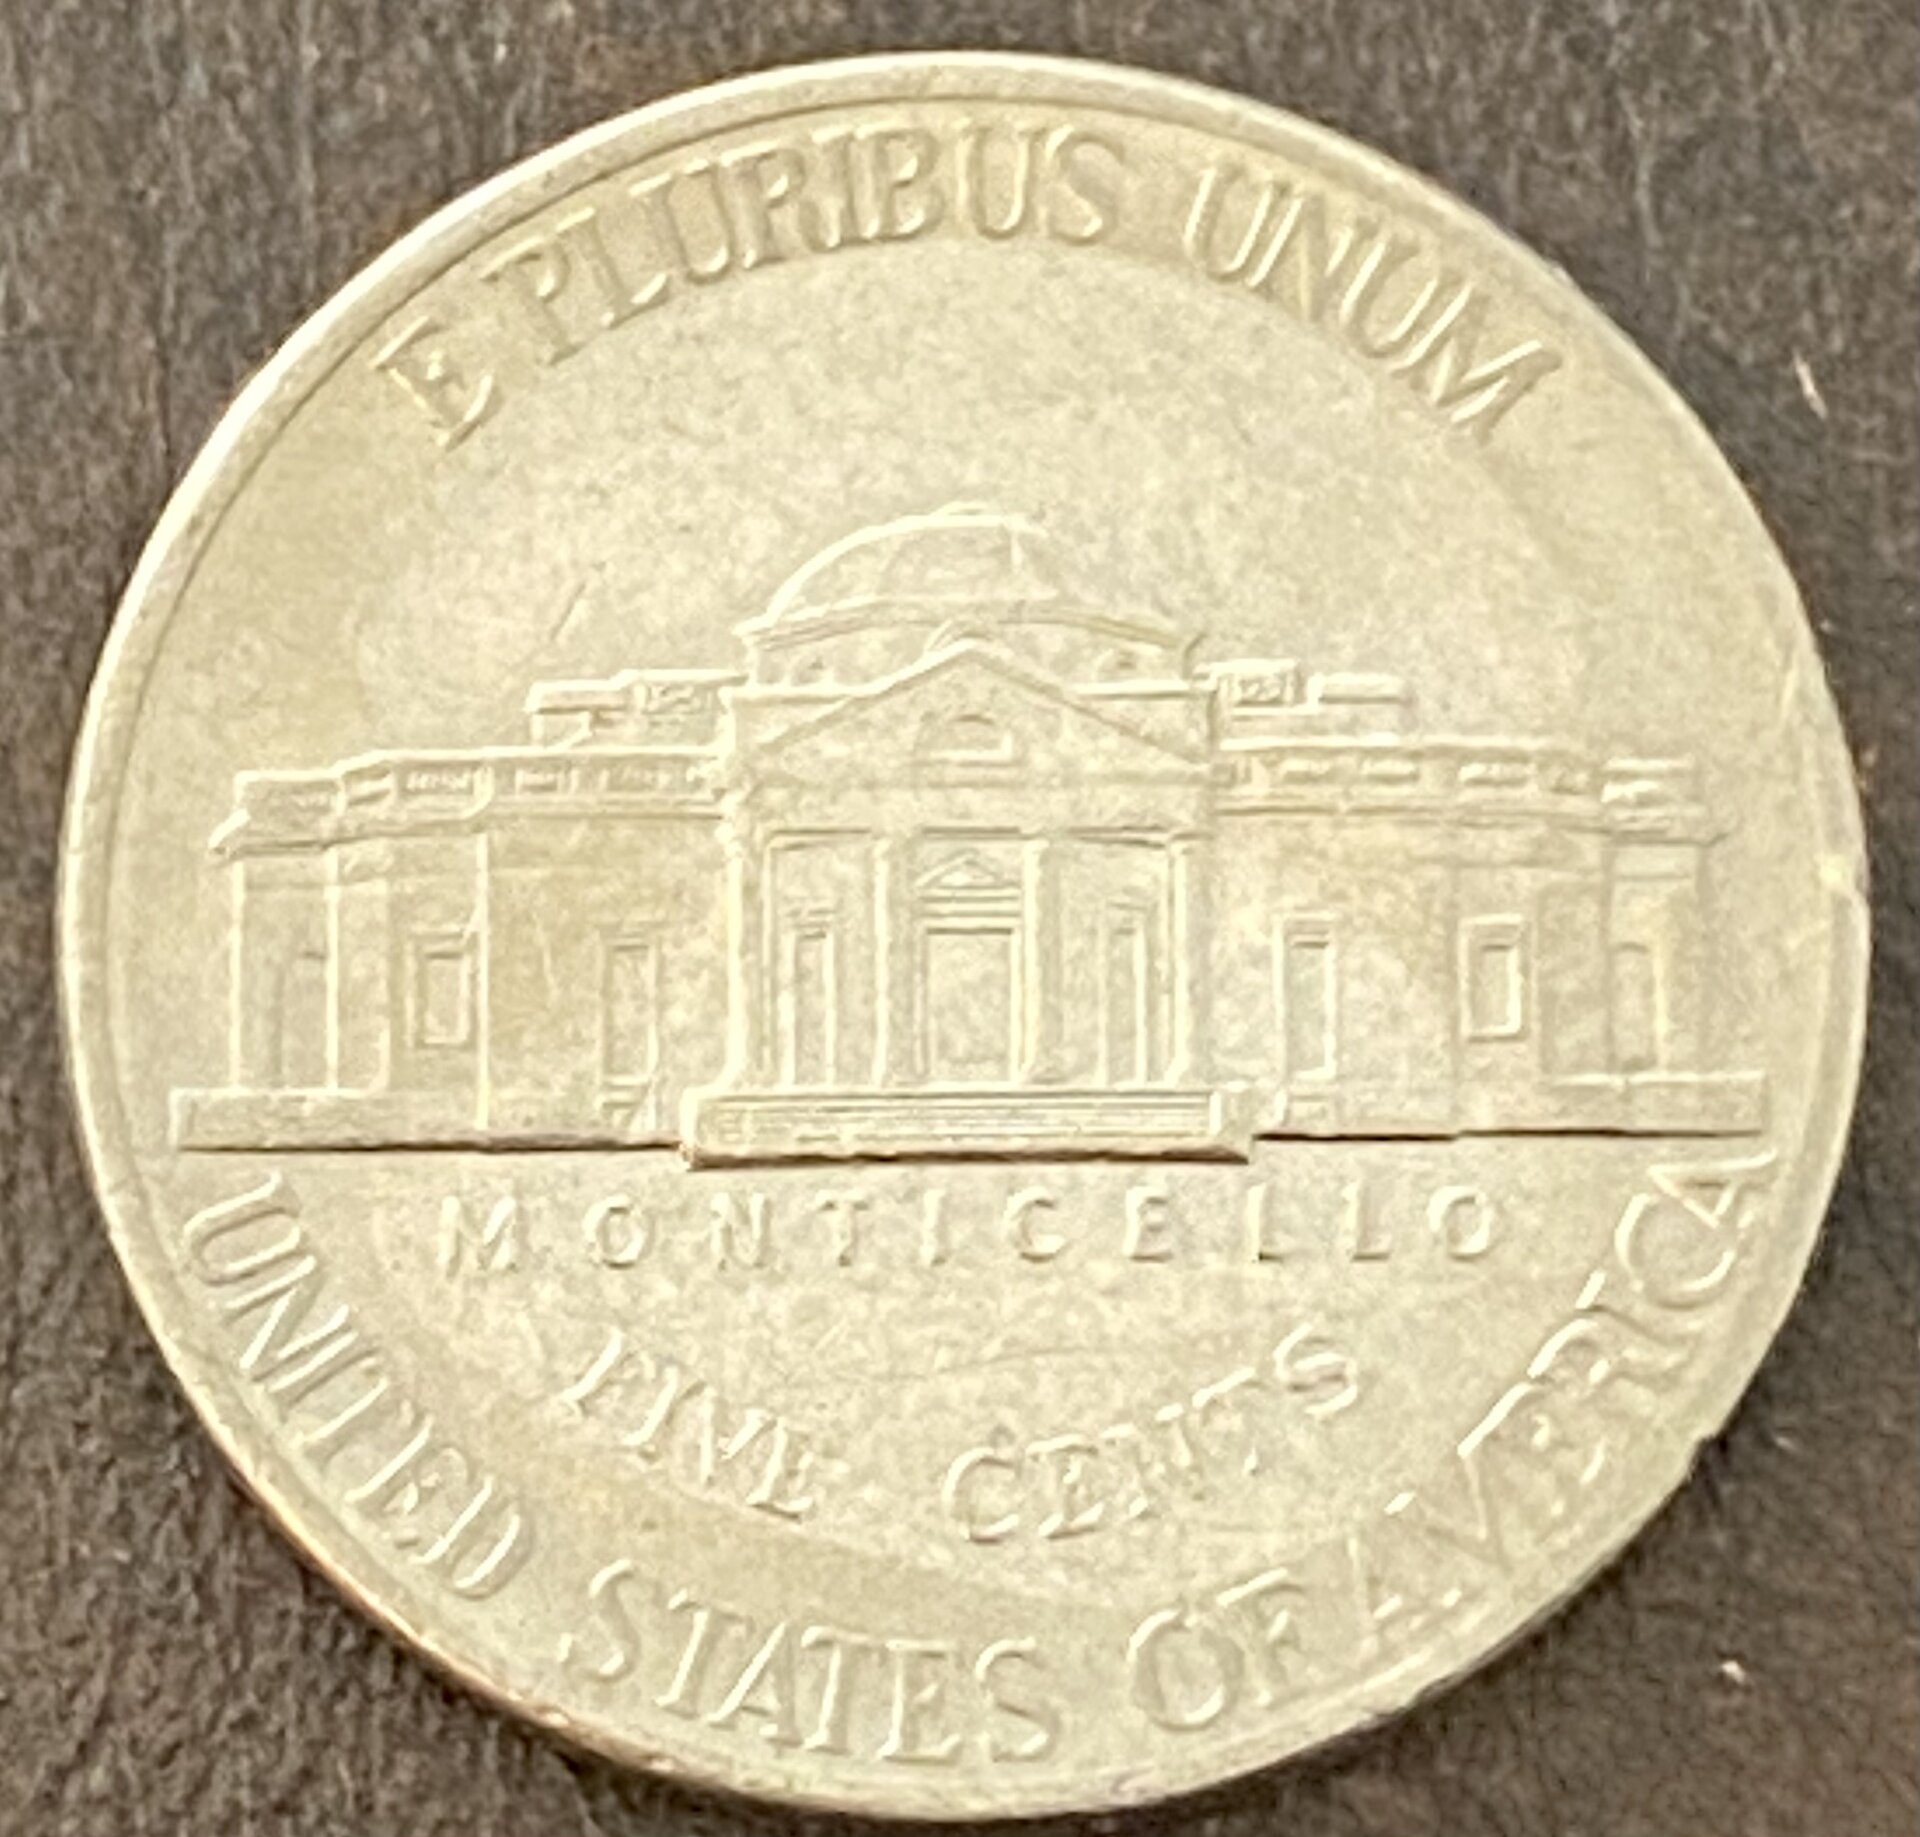 E PLURIBUS UNUM
MONTICELLO
FIVE CENTS
UNITED STATES OF AMERICA